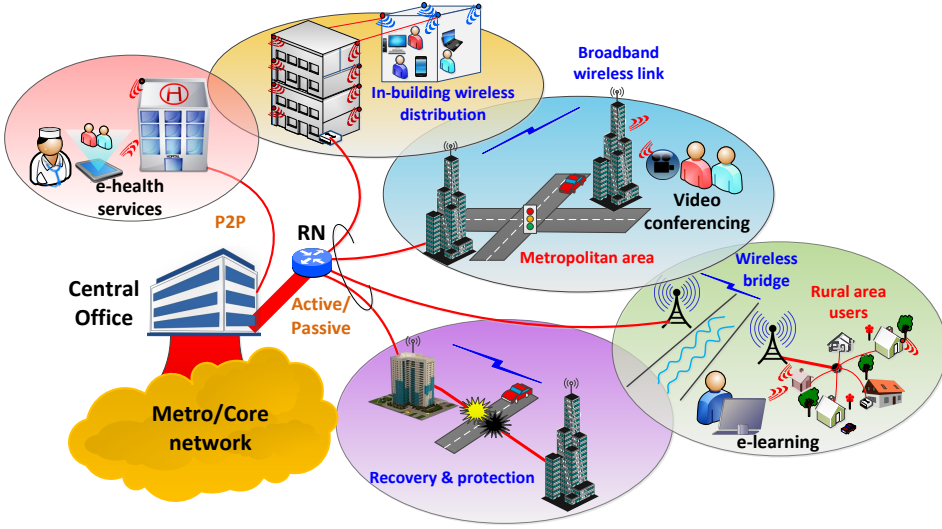 Broadband
wireless link
In-building wireless
distribution
H
HOSPITAL
e-health
services
P2P
RN
Video
conferencing
Metropolitan area
Central
Office
Active/
Passive
Wireless
bridge
Rural area
users
Metro/Core
network
e-learning
Recovery & protection